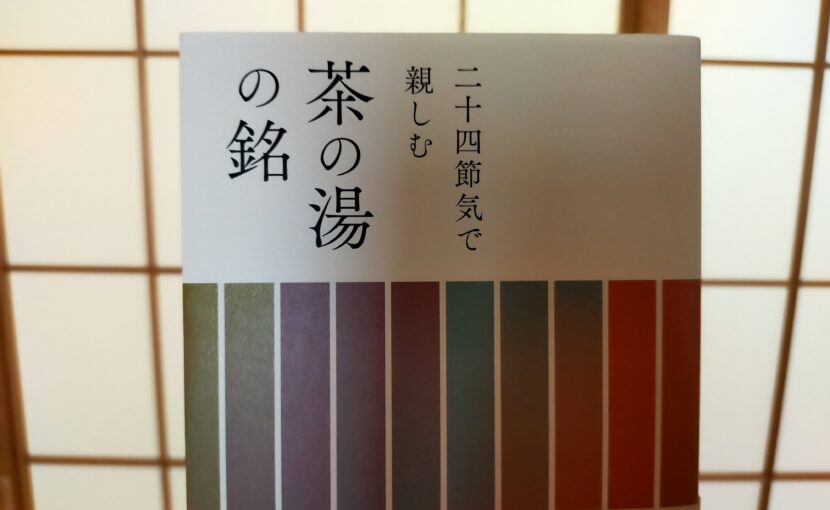 二十四節気で
親しむ
茶の湯
の銘